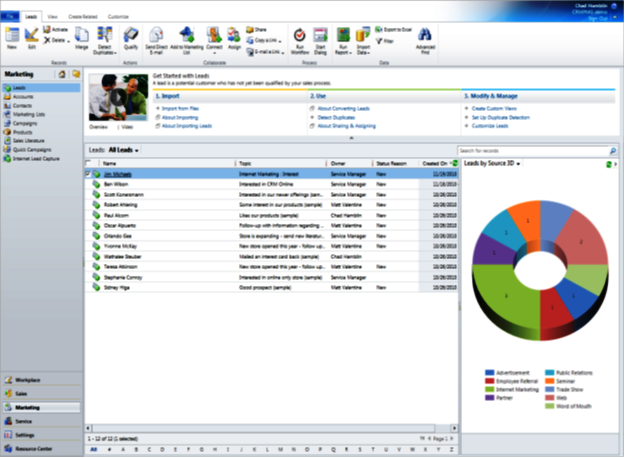 Chad Hamblin
Sign Out
File Leads View Create Related Customize
New
Edit
Activate
Delete
Merge
Detect Duplicates
Qualify
Send Direct E-mail
Add to Marketing List
Connect
Assign
Share
Copy a Link
E-mail a Link
Run Workflow
Start Dialog
Run Report
Import Data
Export to Excel
Filter
Advanced Find
Records Actions Collaborate Process Data
Marketing
Leads
Accounts
Contacts
Marketing Lists
Campaigns
Products
Sales Literature
Quick Campaigns
Internet Lead Capture
Workplace
Sales
Marketing
Service
Settings
Resource Center
Get Started with Leads
A lead is a potential customer who has not yet been qualified by your sales process.
Overview | Video
1. Import
Import from Files
About Importing
About Importing Leads
2. Use
About Converting Leads
Detect Duplicates
About Sharing & Assigning
3. Modify & Manage
Create Custom Views
Set Up Duplicate Detection
Customize Leads
Leads: All Leads
Search for records
Name Topic Owner Status Reason Created On
Jim Michaels Internet Marketing : Interest Service Manager New 11/19/2010
Ben Wilson Interested in CRM Online Service Manager New 11/18/2010
Scott Konersmann Interested in our newer offerings (sam... Service Manager New 10/28/2010
Robert Ahlering Some interest in our products (sample) Matt Valentine New 10/28/2010
Paul Alcorn Likes our products (sample) Chad Hamblin New 10/28/2010
Oscar Alpuerto Follow-up with information regarding ... Matt Valentine New 10/28/2010
Orlando Gee Store is expanding - send new literatur... Service Manager New 10/28/2010
Yvonne McKay New store opened this year - follow up... Matt Valentine New 10/28/2010
Mailed an interest card back (sample) Chad Hamblin 10/28/2010
Teresa Atkinson New store opened this year - follow up... Matt Valentine New 10/28/2010
Stephanie Conroy Interested in online store (sample) Service Manager 10/28/2010
Sidney Higa Good prospect (sample) Matt Valentine New 10/28/2010
1 - 12 of 12 (1 selected)
Page 1
All # A B C D E F G H I J K L M N O P Q R S T U V W X Y Z
Leads by Source 3D
1
1
1
2
3
1
1
Advertisement
Employee Referral
Internet Marketing
Partner
Public Relations
Seminar
Trade Show
Web
Word of Mouth